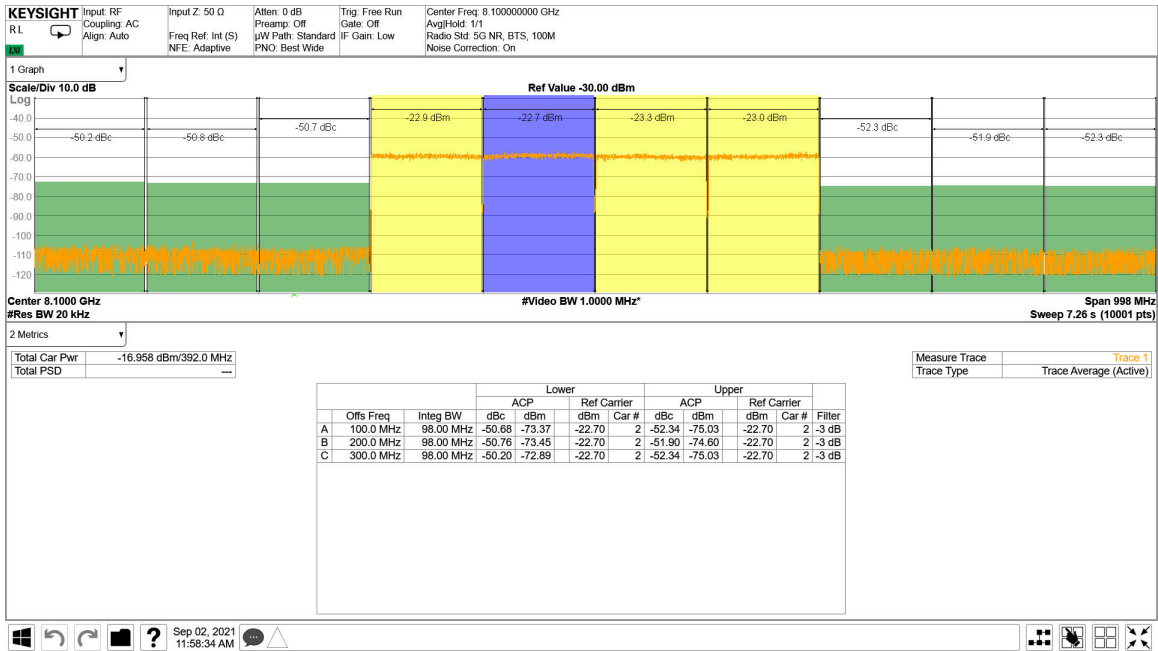 KEYSIGHT Input: RF Input Z: 50 Ω Atten: 0 dB Trig: Free Run Center Freq: 8.100000000 GHz
R L Coupling: AC Preamp: Off Gate: Off Avg|Hold: 1/1
Align: Auto Freq Ref: Int (S) µW Path: Standard IF Gain: Low Radio Std: 5G NR, BTS, 100M
LXI NFE: Adaptive PNO: Best Wide Noise Correction: On
1 Graph
Scale/Div 10.0 dB Ref Value -30.00 dBm
Log
-40.0 -22.9 dBm -22.7 dBm -23.3 dBm -23.0 dBm
-50.7 dBc -52.3 dBc
-50.0 -50.2 dBc -50.8 dBc -51.9 dBc -52.3 dBc
-60.0
-70.0
-80.0
-90.0
-100
-110
-120
Center 8.1000 GHz #Video BW 1.0000 MHz* Span 998 MHz
#Res BW 20 kHz Sweep 7.26 s (10001 pts)
2 Metrics
Total Car Pwr -16.958 dBm/392.0 MHz Measure Trace Trace 1
Total PSD --- Trace Type Trace Average (Active)
Lower Upper
ACP Ref Carrier ACP Ref Carrier
Offs Freq Integ BW dBc dBm dBm Car # dBc dBm dBm Car # Filter
A 100.0 MHz 98.00 MHz -50.68 -73.37 -22.70 2 -52.34 -75.03 -22.70 2 -3 dB
B 200.0 MHz 98.00 MHz -50.76 -73.45 -22.70 2 -51.90 -74.60 -22.70 2 -3 dB
C 300.0 MHz 98.00 MHz -50.20 -72.89 -22.70 2 -52.34 -75.03 -22.70 2 -3 dB
? Sep 02, 2021
11:58:34 AM